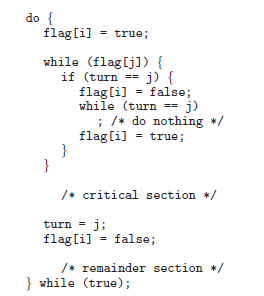 do {
flag[i] = true;
while (flag[j]) {
if (turn == j) {
flag[i] = false;
while (turn == j)
; /* do nothing */
flag[i] = true;
}
}
/* critical section */
turn = j;
flag[i] = false;
/* remainder section */
} while (true);